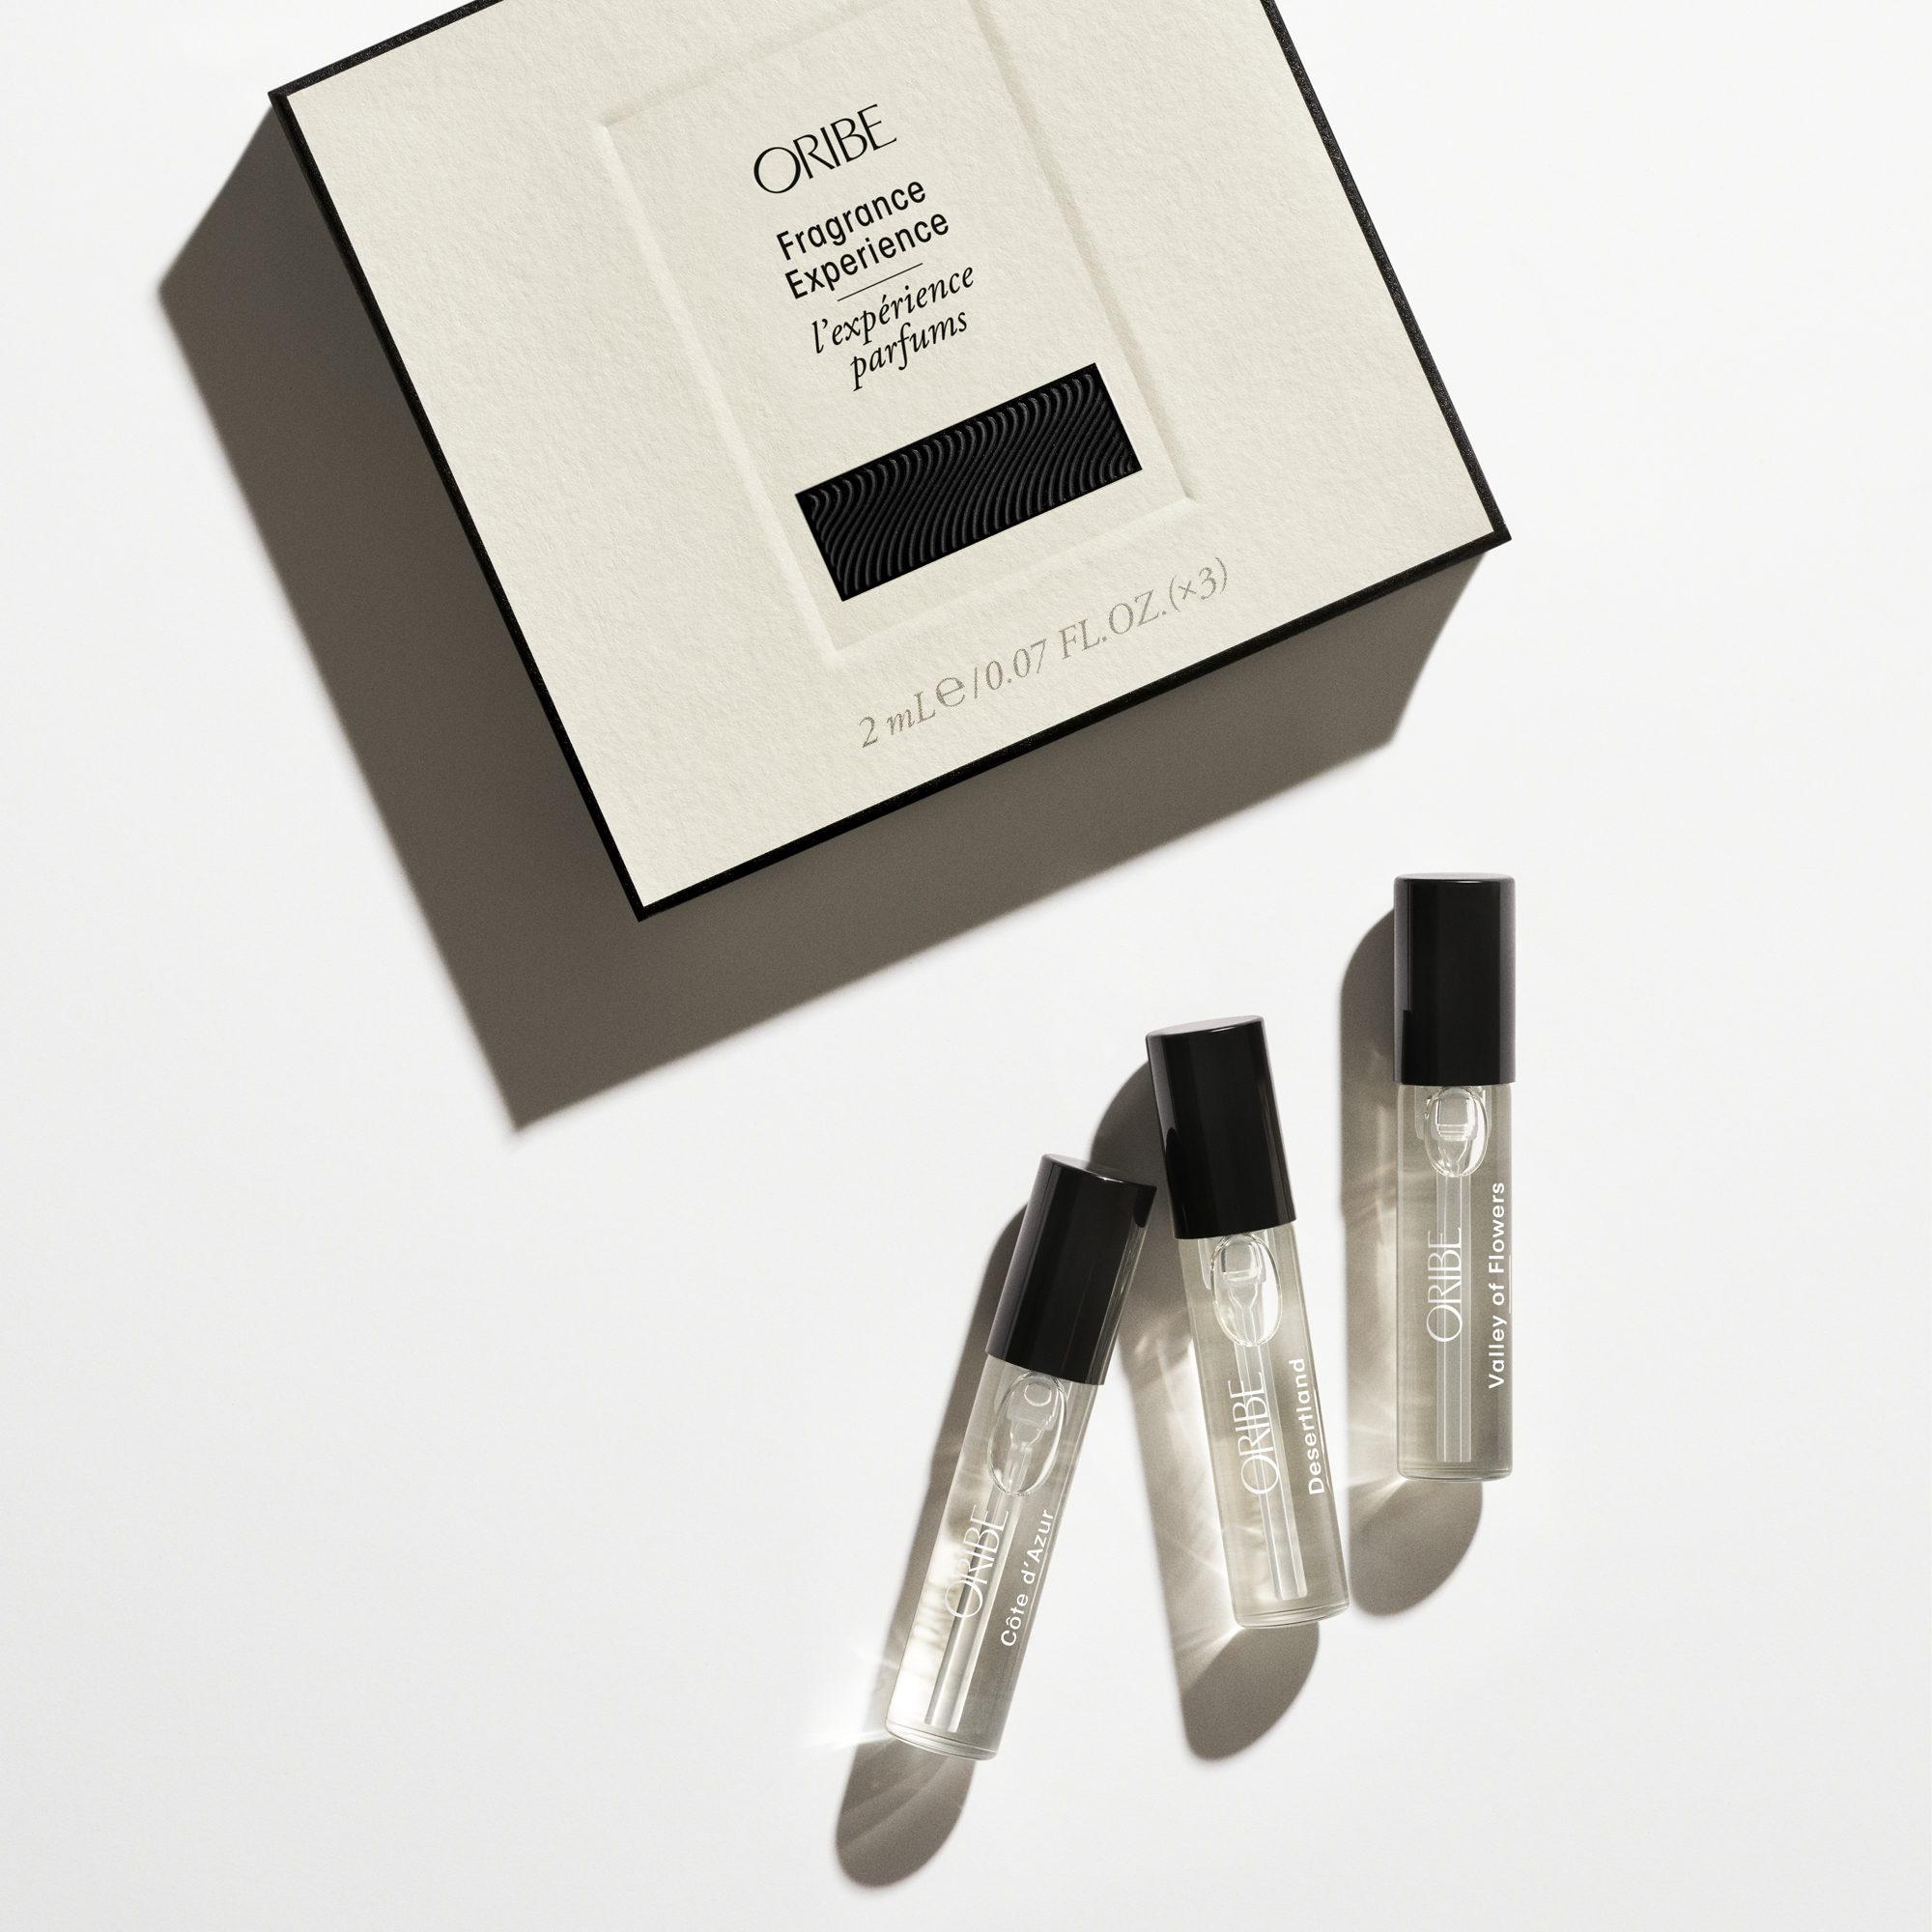 ORIBE
Fragrance
Experience
l'expérience
parfums
2 mL℮/0.07 FL.OZ.(×3)
ORIBE
Côte d'Azur
ORIBE
Desertland
ORIBE
Valley of Flowers